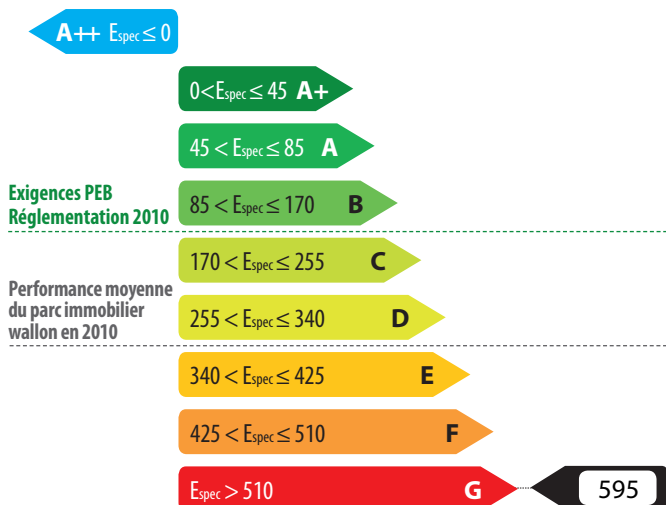 A++ Espec ≤ 0
0<Espec ≤ 45 A+
45 < Espec ≤ 85 A
Exigences PEB
Réglementation 2010
85 < Espec ≤ 170 B
170 < Espec ≤ 255 C
Performance moyenne
du parc immobilier
wallon en 2010
255 < Espec ≤ 340 D
340 < Espec ≤ 425 E
425 < Espec ≤ 510 F
Espec > 510 G
595